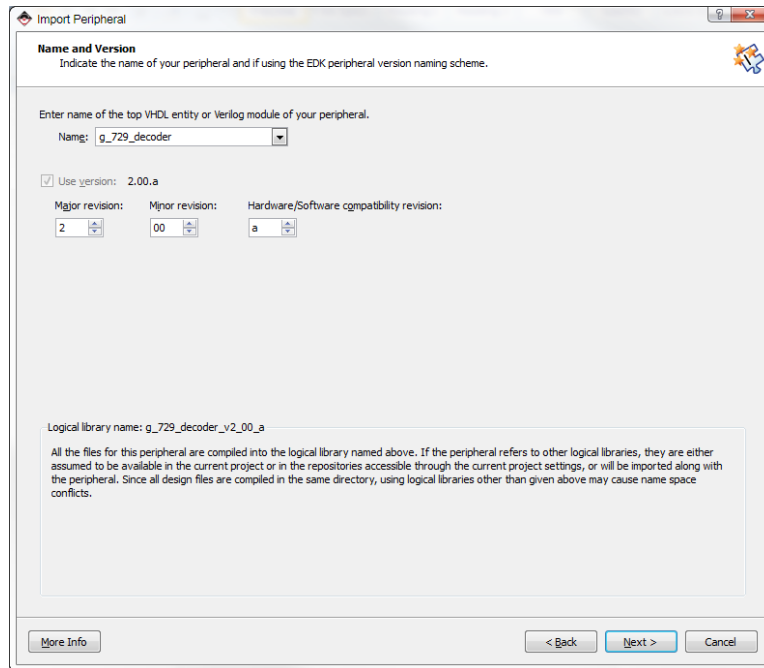 Import Peripheral
Name and Version
Indicate the name of your peripheral and if using the EDK peripheral version naming scheme.
Enter name of the top VHDL entity or Verilog module of your peripheral.
Name: g_729_decoder
Use version: 2.00.a
Major revision: Minor revision: Hardware/Software compatibility revision:
2 00 a
Logical library name: g_729_decoder_v2_00_a
All the files for this peripheral are compiled into the logical library named above. If the peripheral refers to other logical libraries, they are either
assumed to be available in the current project or in the repositories accessible through the current project settings, or will be imported along with
the peripheral. Since all design files are compiled in the same directory, using logical libraries other than given above may cause name space
conflicts.
More Info < Back Next > Cancel